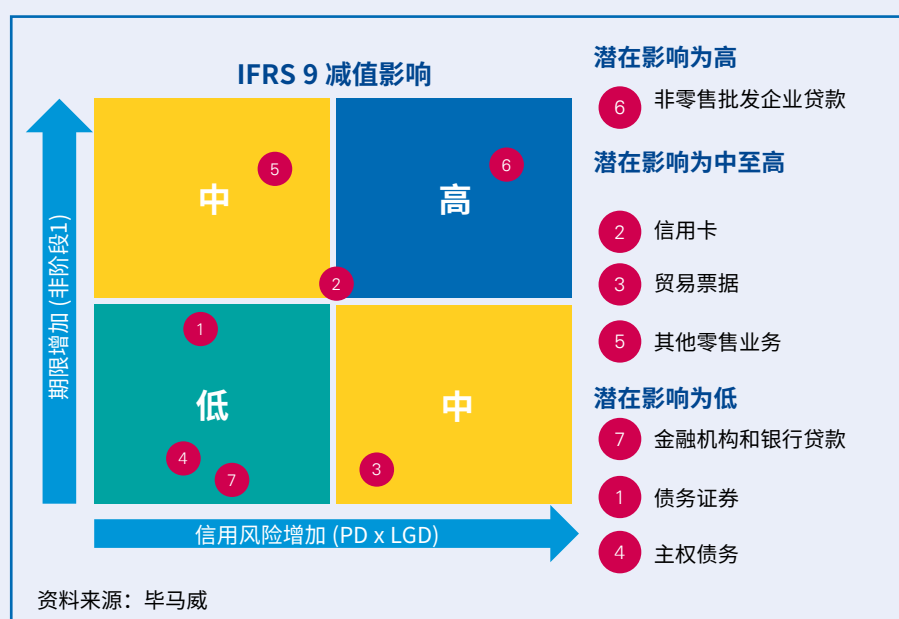 IFRS 9 减值影响
期限增加 (非阶段1)
中
5
高
6
2
1
低
4
7
中
3
信用风险增加 (PD x LGD)
潜在影响为高
6 非零售批发企业贷款
潜在影响为中至高
2 信用卡
3 贸易票据
5 其他零售业务
潜在影响为低
7 金融机构和银行贷款
1 债务证券
4 主权债务
资料来源：毕马威